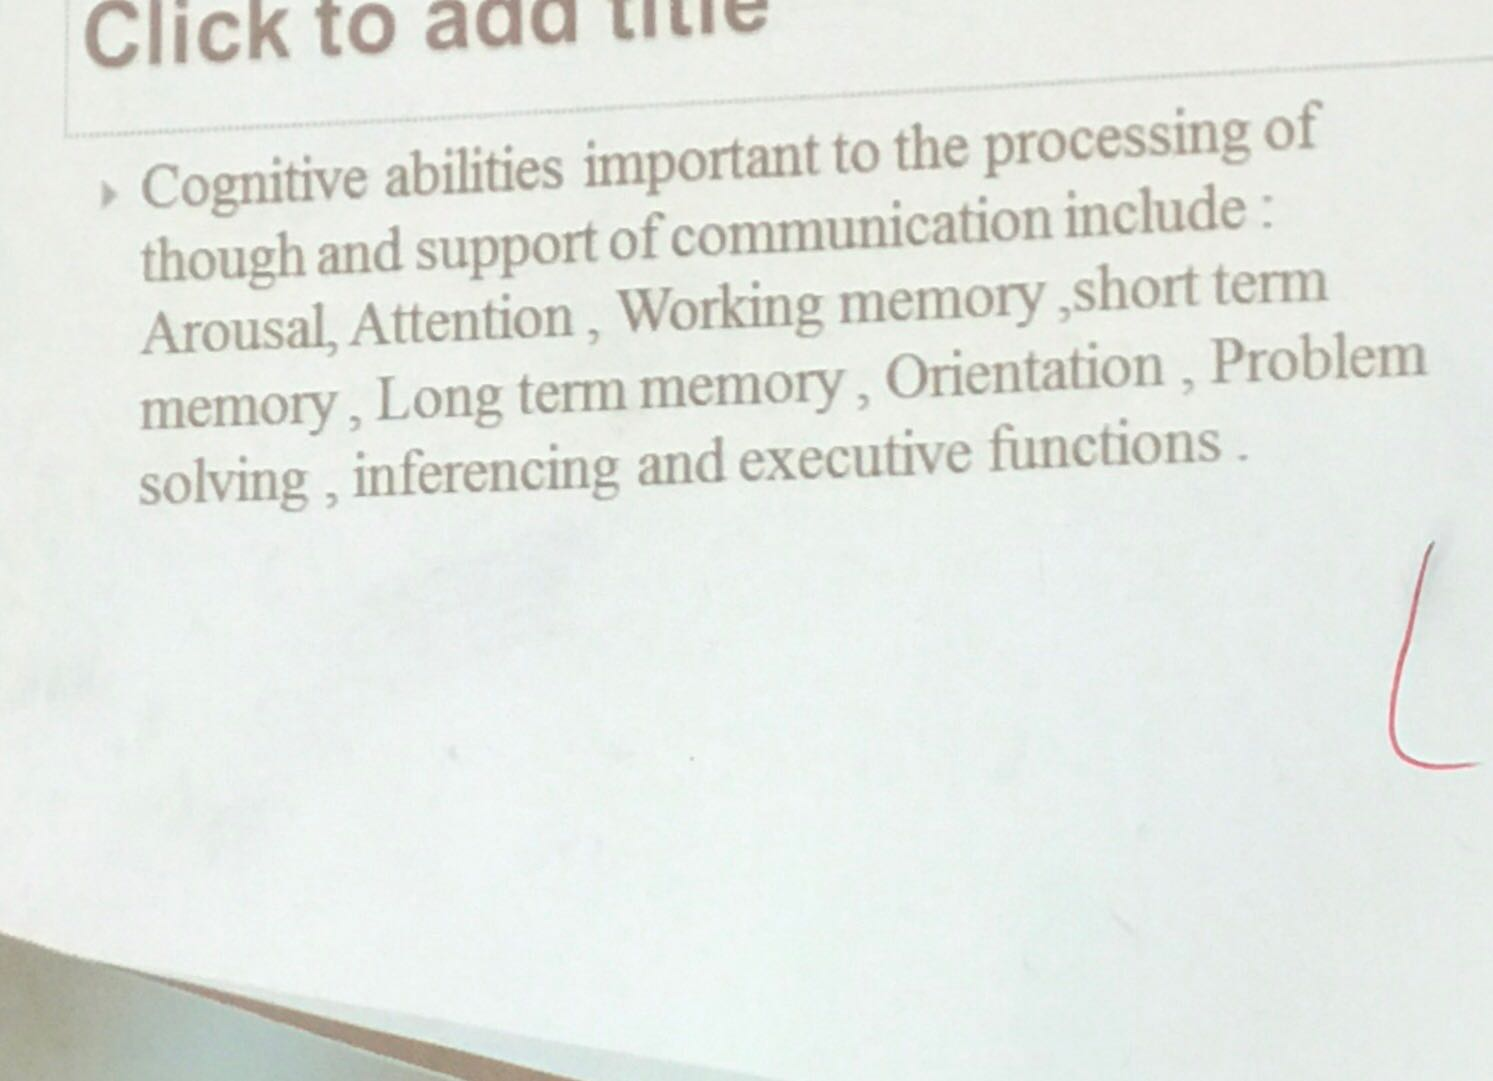 Click to add title
Cognitive abilities important to the processing of
though and support of communication include :
Arousal, Attention , Working memory ,short term
memory , Long term memory , Orientation , Problem
solving , inferencing and executive functions .